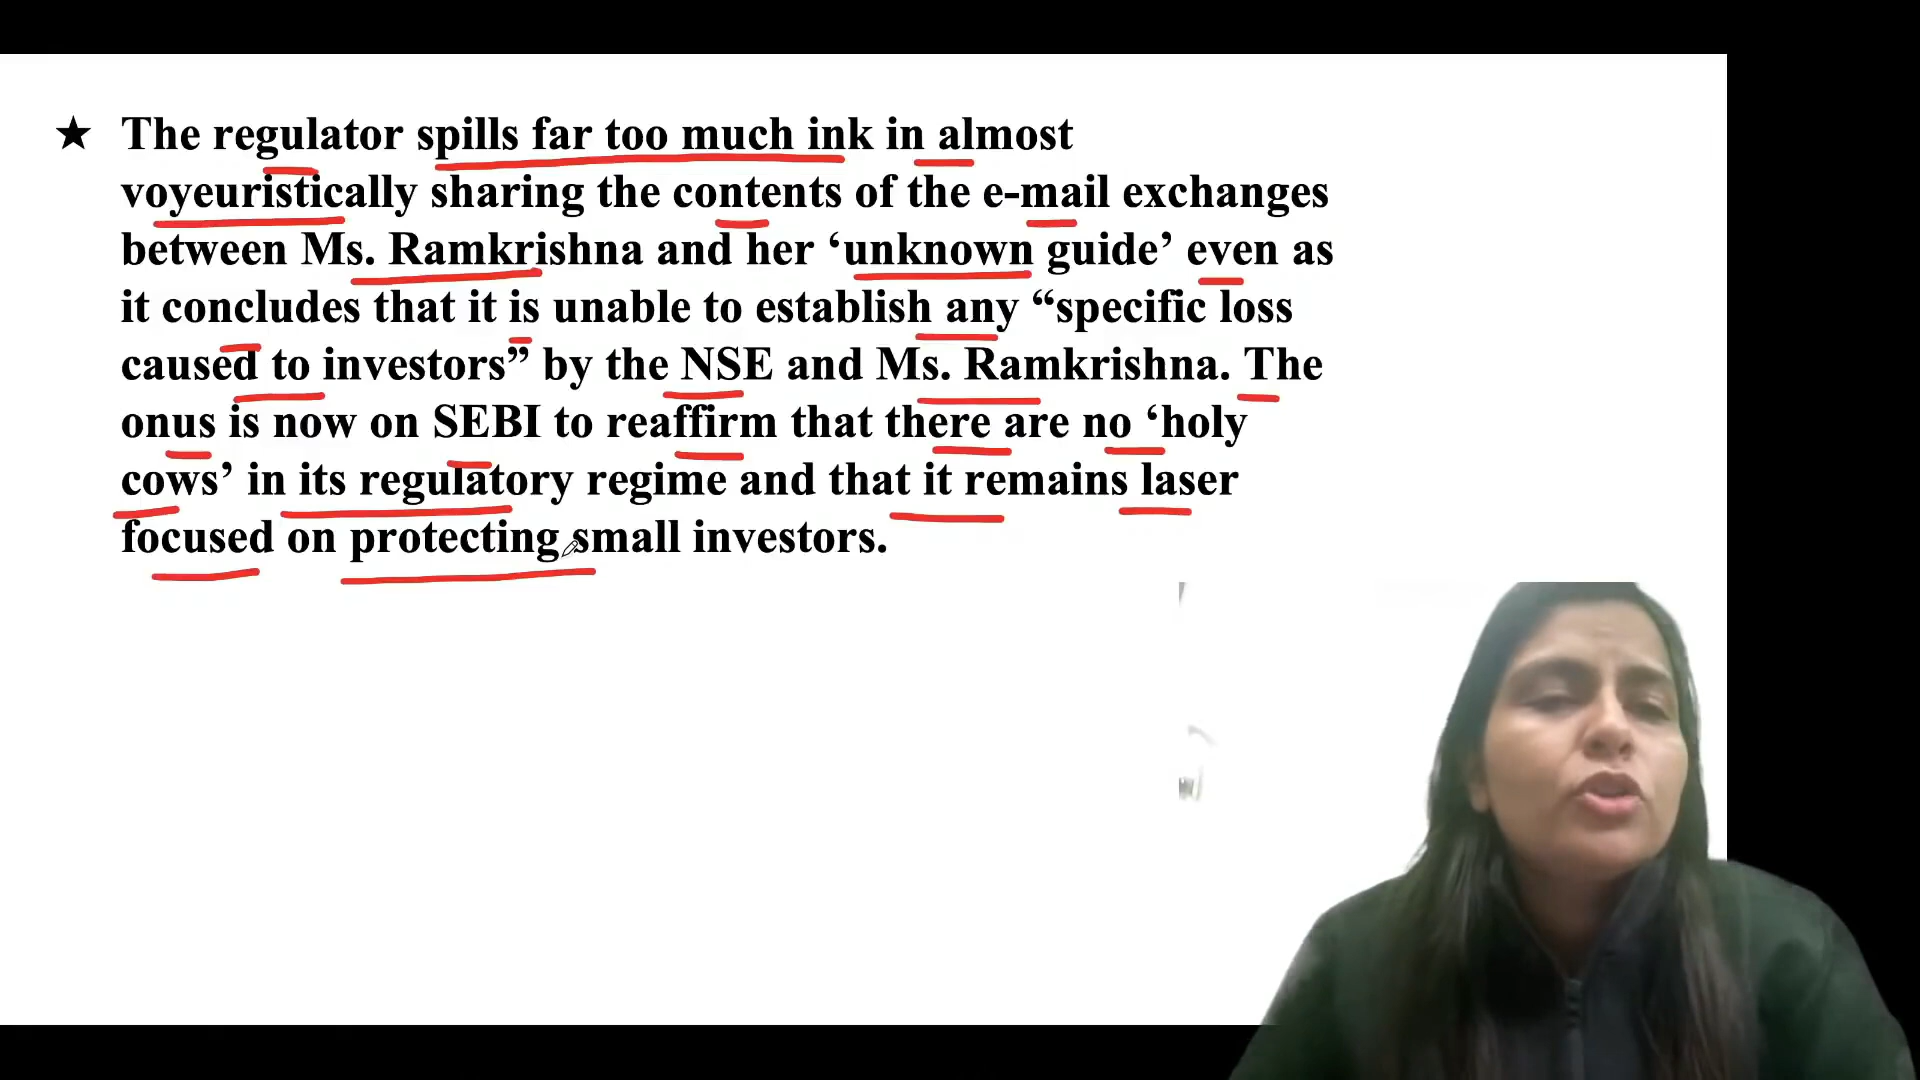 ★ The regulator spills far too much ink in almost
voyeuristically sharing the contents of the e-mail exchanges
between Ms. Ramkrishna and her ‘unknown guide’ even as
it concludes that it is unable to establish any “specific loss
caused to investors” by the NSE and Ms. Ramkrishna. The
onus is now on SEBI to reaffirm that there are no ‘holy
cows’ in its regulatory regime and that it remains laser
focused on protecting small investors.